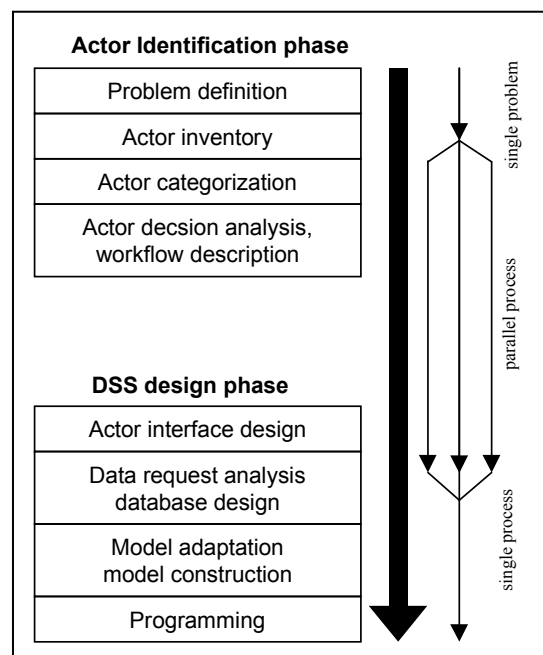 Actor Identification phase
Problem definition
Actor inventory
Actor categorization
Actor decsion analysis,
workflow description
DSS design phase
Actor interface design
Data request analysis
database design
Model adaptation
model construction
Programming
single problem
parallel process
single process